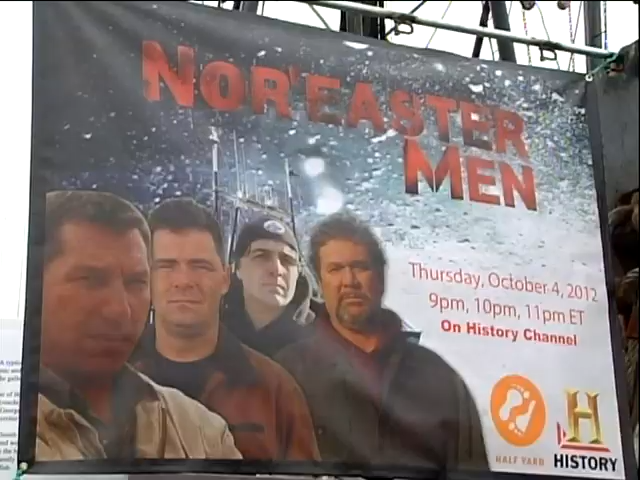 NOR'EASTER
MEN
Thursday, October 4, 2012
9pm, 10pm, 11pm ET
On History Channel
HALF YARD
H
HISTORY